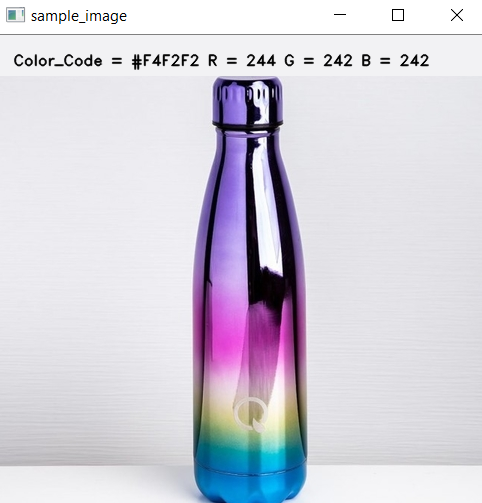 sample_image
Color_Code = #F4F2F2 R = 244 G = 242 B = 242